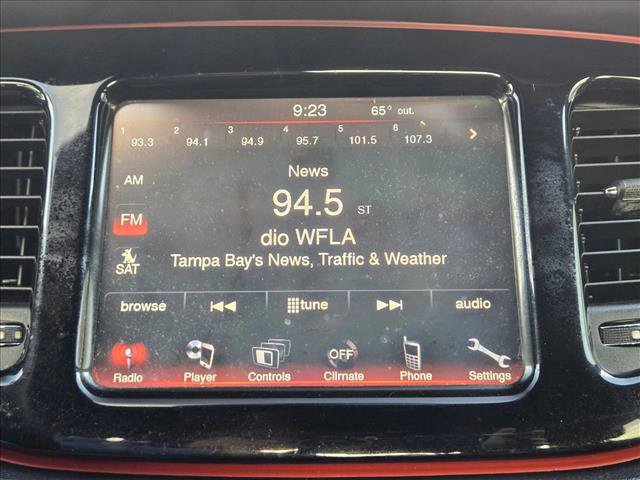 9:23 65° out.
1 2 3 4 5 6
93.3 94.1 94.9 95.7 101.5 107.3 >
News
AM
94.5 ST
FM
dio WFLA
SAT
Tampa Bay's News, Traffic & Weather
browse tune audio
OFF
Radio Player Controls Climate Phone Settings